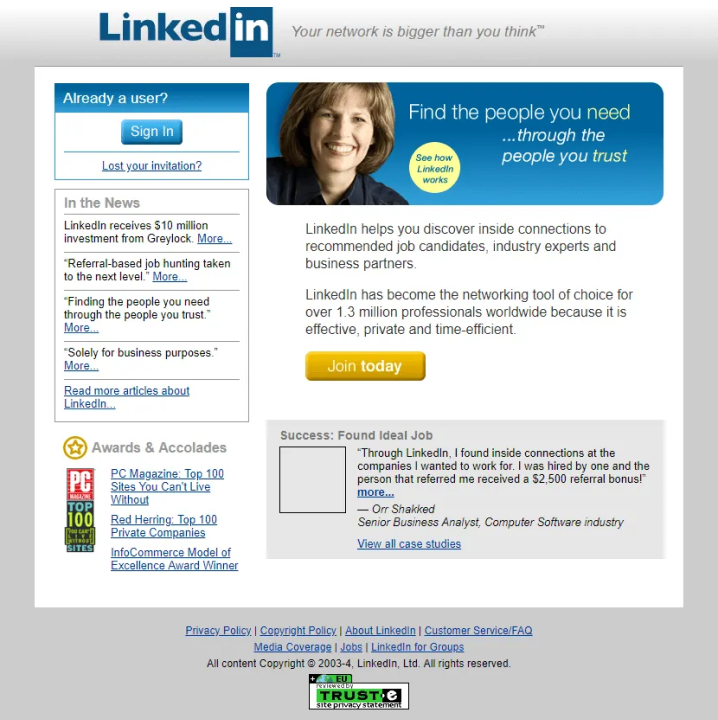 Linkedin™
Your network is bigger than you think™
Already a user?
Sign In
Lost your invitation?
In the News
LinkedIn receives $10 million
investment from Greylock. More...
“Referral-based job hunting taken
to the next level.” More...
“Finding the people you need
through the people you trust.”
More...
“Solely for business purposes.”
More...
Read more articles about
LinkedIn...
Awards & Accolades
PC
MAGAZINE
TOP
100
YOU CAN'T LIVE
WITHOUT
SITES
PC Magazine: Top 100
Sites You Can’t Live
Without
Red Herring: Top 100
Private Companies
InfoCommerce Model of
Excellence Award Winner
Find the people you need
...through the
people you trust
See how
LinkedIn
works
LinkedIn helps you discover inside connections to
recommended job candidates, industry experts and
business partners.
LinkedIn has become the networking tool of choice for
over 1.3 million professionals worldwide because it is
effective, private and time-efficient.
Join today
Success: Found Ideal Job
“Through LinkedIn, I found inside connections at the
companies I wanted to work for. I was hired by one and the
person that referred me received a $2,500 referral bonus!”
more...
— Orr Shakked
Senior Business Analyst, Computer Software industry
View all case studies
Privacy Policy | Copyright Policy | About LinkedIn | Customer Service/FAQ
Media Coverage | Jobs | LinkedIn for Groups
All content Copyright © 2003-4, LinkedIn, Ltd. All rights reserved.
+ EU
reviewed by
TRUSTe
site privacy statement